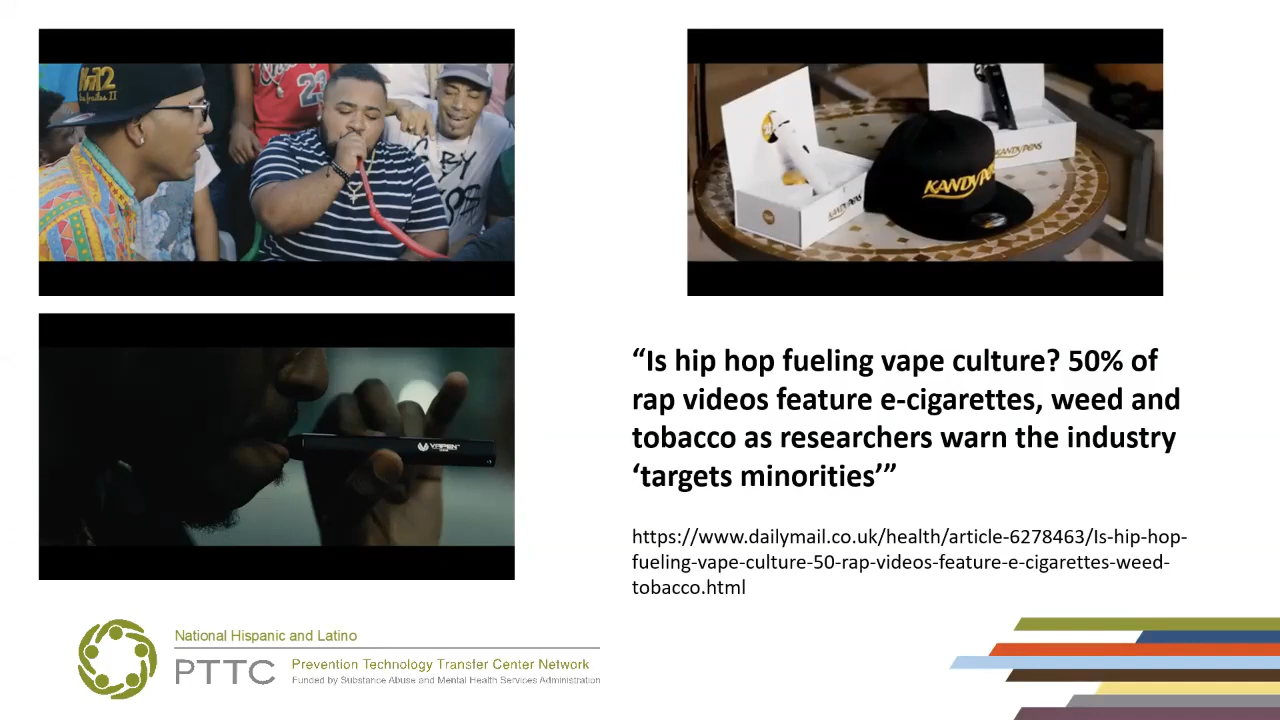 23
KANDYPENS
KANDYPE
VAPEN
“Is hip hop fueling vape culture? 50% of
rap videos feature e-cigarettes, weed and
tobacco as researchers warn the industry
‘targets minorities’”
https://www.dailymail.co.uk/health/article-6278463/Is-hip-hop-
fueling-vape-culture-50-rap-videos-feature-e-cigarettes-weed-
tobacco.html
National Hispanic and Latino
PTTC
Prevention Technology Transfer Center Network
Funded by Substance Abuse and Mental Health Services Administration